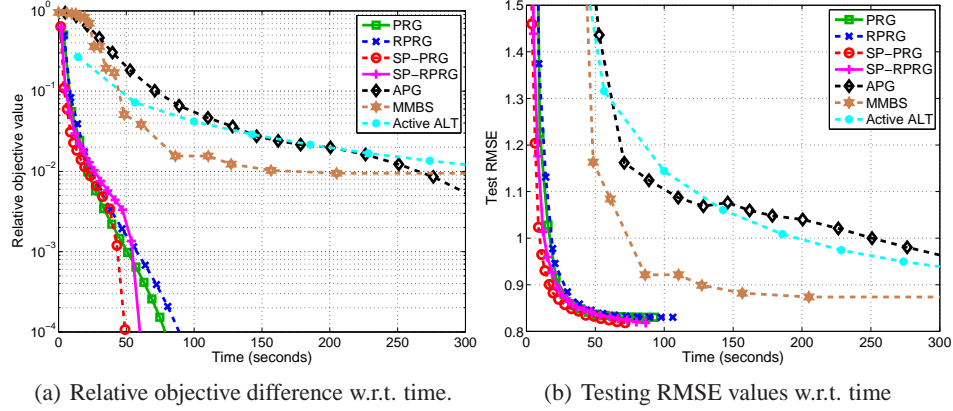 10^0
10^-1
10^-2
10^-3
10^-4
Relative objective value
0 50 100 150 200 250 300
Time (seconds)
PRG
RPRG
SP-PRG
SP-RPRG
APG
MMBS
Active ALT
(a) Relative objective difference w.r.t. time.
1.5
1.4
1.3
1.2
1.1
1
0.9
0.8
Test RMSE
0 50 100 150 200 250 300
Time (seconds)
PRG
RPRG
SP-PRG
SP-RPRG
APG
MMBS
Active ALT
(b) Testing RMSE values w.r.t. time